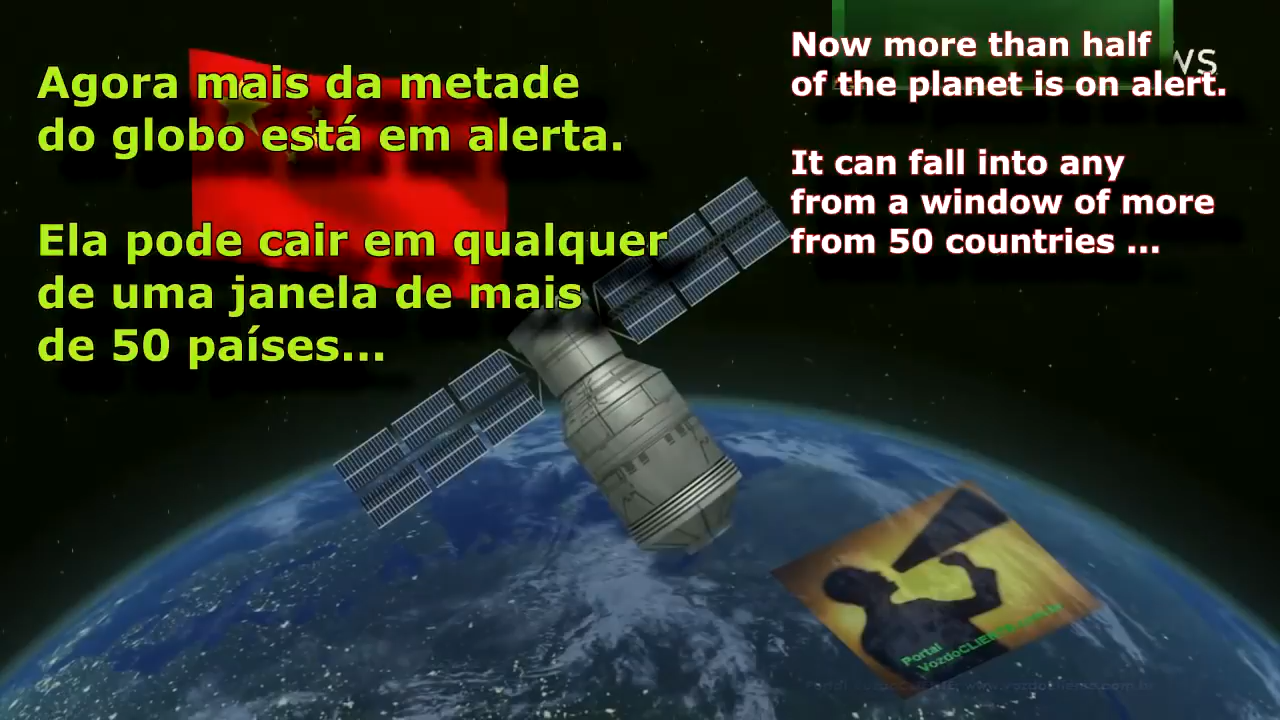 Agora mais da metade
do globo está em alerta.
Ela pode cair em qualquer
de uma janela de mais
de 50 países...
Now more than half
of the planet is on alert.
It can fall into any
from a window of more
from 50 countries ...
Portal